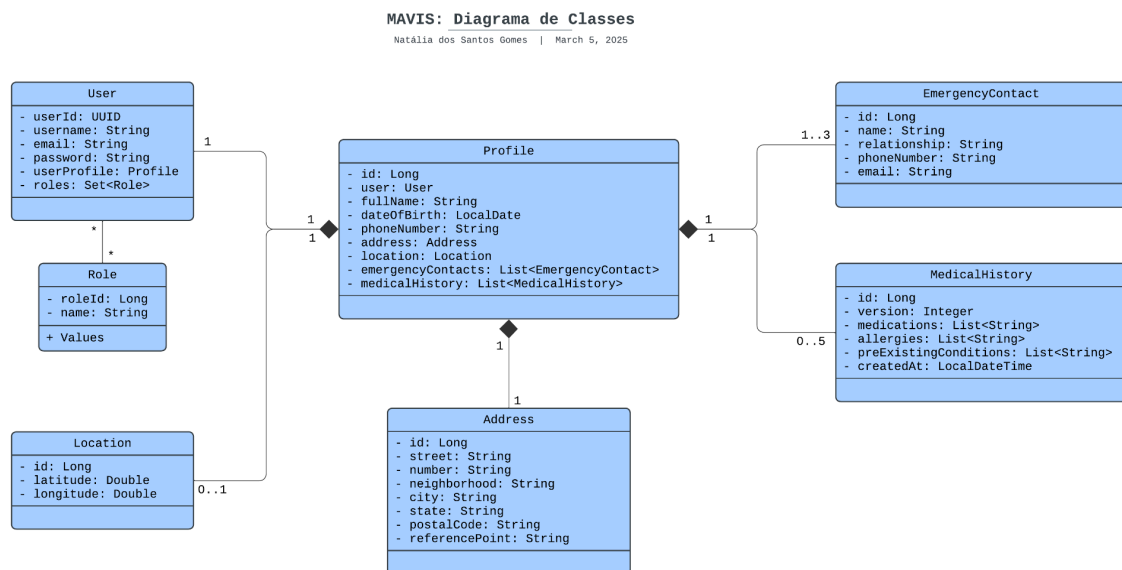 MAVIS: Diagrama de Classes
Natália dos Santos Gomes | March 5, 2025
User
- userId: UUID
- username: String
- email: String
- password: String
- userProfile: Profile
- roles: Set<Role>
1
*
*
Role
- roleId: Long
- name: String
+ Values
Location
- id: Long
- latitude: Double
- longitude: Double
0..1
1
1
Profile
- id: Long
- user: User
- fullName: String
- dateOfBirth: LocalDate
- phoneNumber: String
- address: Address
- location: Location
- emergencyContacts: List<EmergencyContact>
- medicalHistory: List<MedicalHistory>
1
1
1
1
Address
- id: Long
- street: String
- number: String
- neighborhood: String
- city: String
- state: String
- postalCode: String
- referencePoint: String
EmergencyContact
- id: Long
- name: String
- relationship: String
- phoneNumber: String
- email: String
1..3
MedicalHistory
- id: Long
- version: Integer
- medications: List<String>
- allergies: List<String>
- preExistingConditions: List<String>
- createdAt: LocalDateTime
0..5